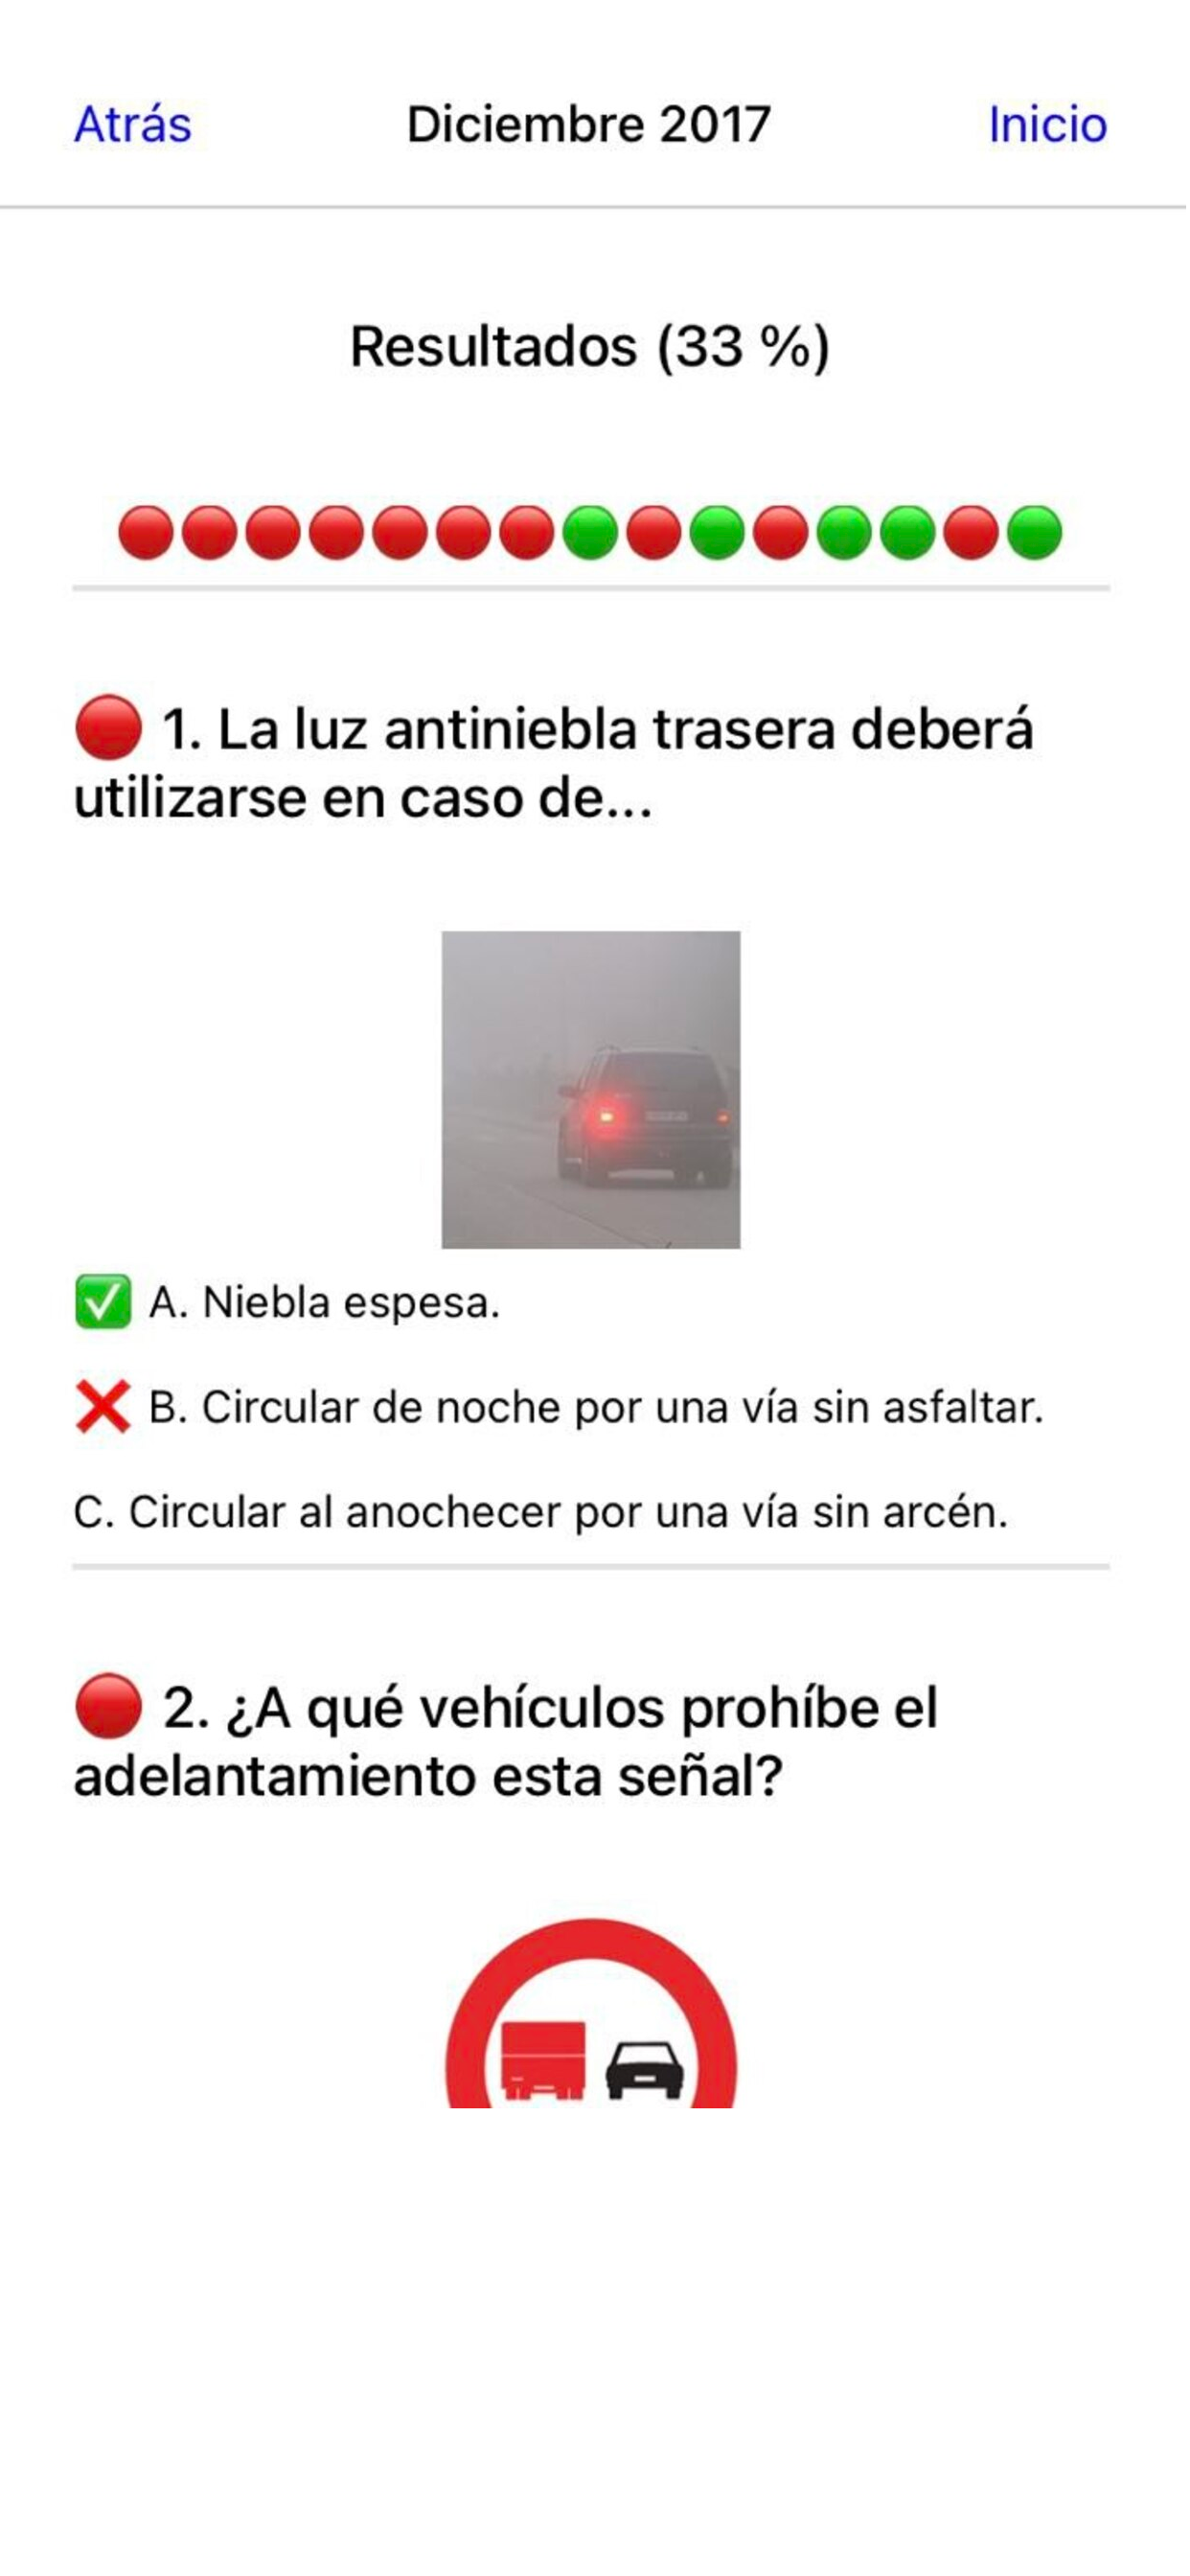 Atrás
Diciembre 2017
Inicio
Resultados (33 %)
1. La luz antiniebla trasera deberá
utilizarse en caso de...
A. Niebla espesa.
B. Circular de noche por una vía sin asfaltar.
C. Circular al anochecer por una vía sin arcén.
2. ¿A qué vehículos prohíbe el
adelantamiento esta señal?